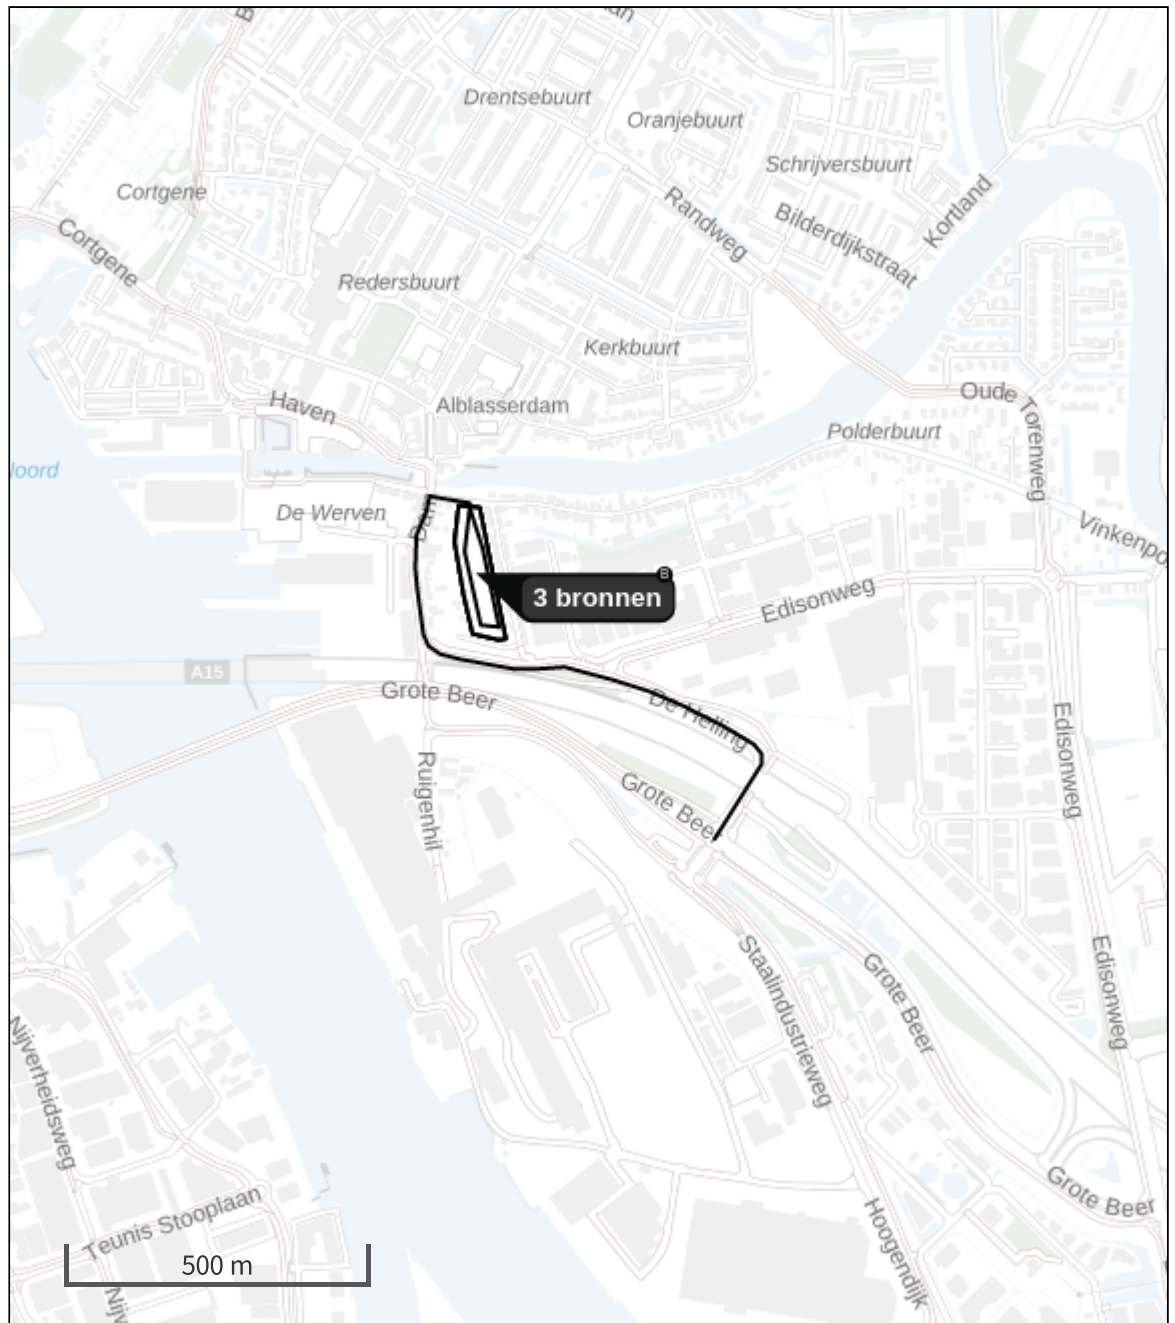 Drentsebuurt
Oranjebuurt
Schrijversbuurt
Cortgene
Randweg
Kortland
Bilderdijkstraat
Cortgene
Redersbuurt
Kerkbuurt
Haven
Alblasserdam
Oude Torenweg
Polderbuurt
De Werven
Dam
3 bronnen
B
Edisonweg
A15
Grote Beer
De Helling
Ruigenhil
Grote Beer
Edisonweg
Edisonweg
Staalindustrieweg
Grote Beer
Nijverheidsweg
Grote Beer
Teunis Stooplaan
Hoogendijk
500 m